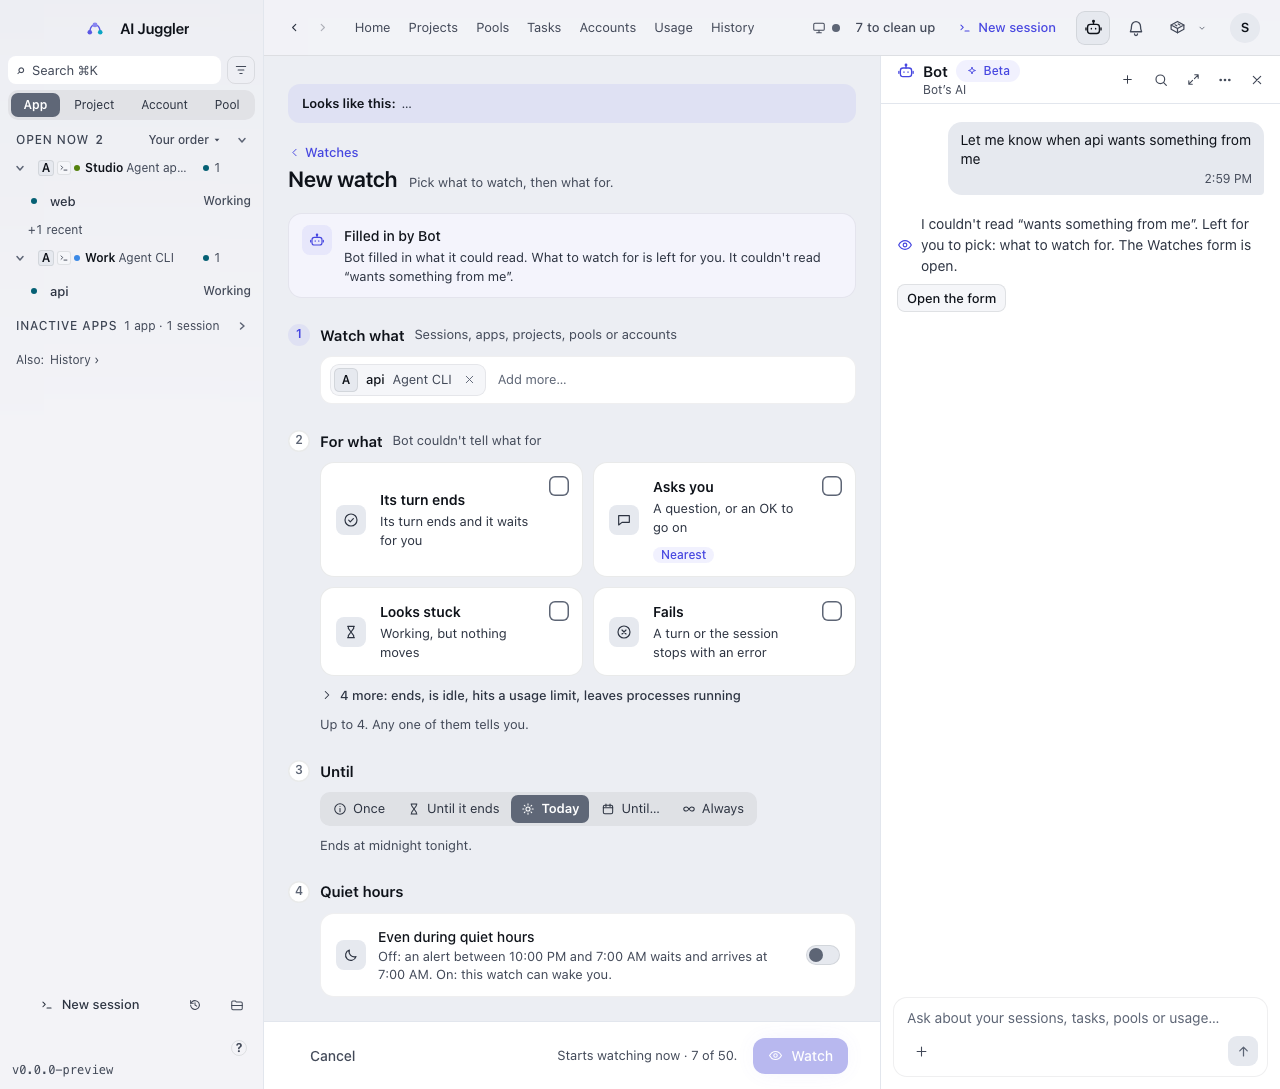 AI Juggler
Search ⌘K
App Project Account Pool
OPEN NOW 2 Your order
A Studio Agent ap... 1
web Working
+1 recent
A Work Agent CLI 1
api Working
INACTIVE APPS 1 app · 1 session
Also: History ›
New session
?
v0.0.0-preview
Home Projects Pools Tasks Accounts Usage History
7 to clean up
New session
S
Looks like this: ...
Watches
New watch Pick what to watch, then what for.
Filled in by Bot
Bot filled in what it could read. What to watch for is left for you. It couldn't read
“wants something from me”.
1 Watch what Sessions, apps, projects, pools or accounts
A api Agent CLI Add more...
2 For what Bot couldn't tell what for
Its turn ends
Its turn ends and it waits
for you
Asks you
A question, or an OK to
go on
Nearest
Looks stuck
Working, but nothing
moves
Fails
A turn or the session
stops with an error
4 more: ends, is idle, hits a usage limit, leaves processes running
Up to 4. Any one of them tells you.
3 Until
Once Until it ends Today Until... Always
Ends at midnight tonight.
4 Quiet hours
Even during quiet hours
Off: an alert between 10:00 PM and 7:00 AM waits and arrives at
7:00 AM. On: this watch can wake you.
Cancel
Starts watching now · 7 of 50.
Watch
Bot Beta
Bot's AI
Let me know when api wants something from
me
2:59 PM
I couldn't read “wants something from me”. Left for
you to pick: what to watch for. The Watches form is
open.
Open the form
Ask about your sessions, tasks, pools or usage...